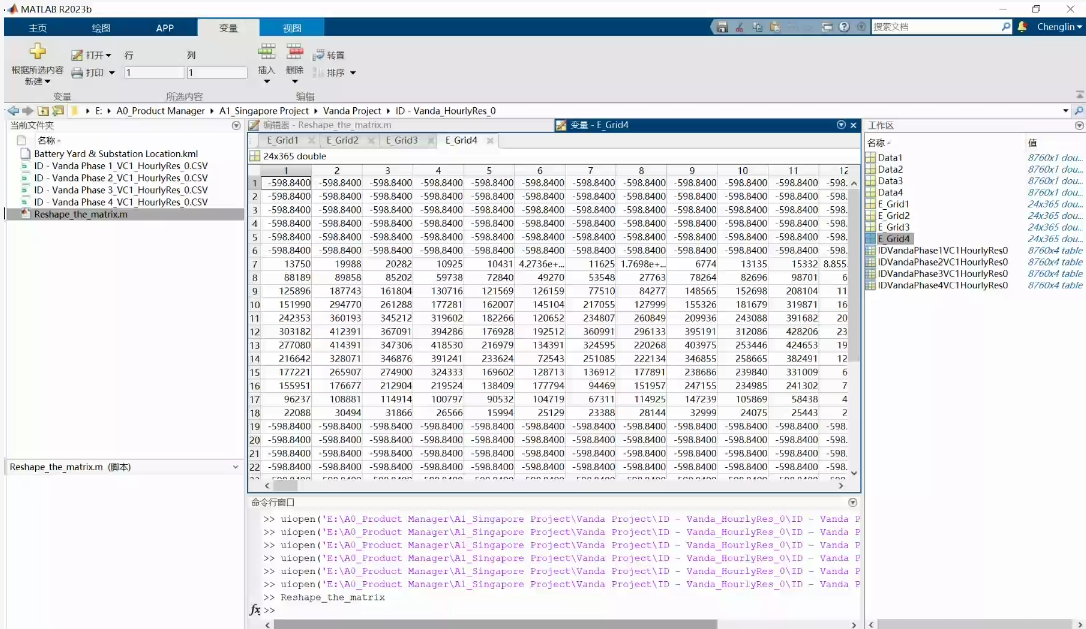 MATLAB R2023b
主页 绘图 APP 变量 视图
搜索文档 Chenglin
根据所选内容 新建 打开 打印 行 列 1 1 插入 删除 转置 排序
变量 所选内容 编辑
E: A0_Product Manager A1_Singapore Project Vanda Project ID - Vanda_HourlyRes_0
当前文件夹
名称
Battery Yard & Substation Location.kml
ID - Vanda Phase 1_VC1_HourlyRes_0.CSV
ID - Vanda Phase 2_VC1_HourlyRes_0.CSV
ID - Vanda Phase 3_VC1_HourlyRes_0.CSV
ID - Vanda Phase 4_VC1_HourlyRes_0.CSV
Reshape_the_matrix.m
Reshape_the_matrix.m (脚本)
编辑器 - Reshape_the_matrix.m 变量 - E_Grid4
E_Grid1 E_Grid2 E_Grid3 E_Grid4
24x365 double
1 2 3 4 5 6 7 8 9 10 11 12
1 -598.8400 -598.8400 -598.8400 -598.8400 -598.8400 -598.8400 -598.8400 -598.8400 -598.8400 -598.8400 -598.8400 -598.
2 -598.8400 -598.8400 -598.8400 -598.8400 -598.8400 -598.8400 -598.8400 -598.8400 -598.8400 -598.8400 -598.8400 -598.
3 -598.8400 -598.8400 -598.8400 -598.8400 -598.8400 -598.8400 -598.8400 -598.8400 -598.8400 -598.8400 -598.8400 -598.
4 -598.8400 -598.8400 -598.8400 -598.8400 -598.8400 -598.8400 -598.8400 -598.8400 -598.8400 -598.8400 -598.8400 -598.
5 -598.8400 -598.8400 -598.8400 -598.8400 -598.8400 -598.8400 -598.8400 -598.8400 -598.8400 -598.8400 -598.8400 -598.
6 -598.8400 -598.8400 -598.8400 -598.8400 -598.8400 -598.8400 -598.8400 -598.8400 -598.8400 -598.8400 -598.8400 -598.
7 13750 19988 20282 10925 10431 4.2736e+... 11625 1.7698e+... 6774 13135 15332 8.855
8 88189 89858 85202 59738 72840 49270 53548 27763 78264 82696 98701 6
9 125896 187743 161804 130716 121569 126159 77510 84277 148565 152698 208104 11
10 151990 294770 261288 177281 162007 145104 217055 127999 155326 181679 319871 16
11 242353 360193 345212 319602 182266 120652 234807 260849 209936 243088 391682 20
12 303182 412391 367091 394286 176928 192512 360991 296133 395191 312086 428206 23
13 277080 414391 347306 418530 216979 134391 324595 220268 403975 253446 424653 19
14 216642 328071 346876 391241 233624 72543 251085 222134 346855 258665 382491 12
15 177221 265907 274900 324333 169602 128713 136912 177891 238686 239840 331009 6
16 155951 176677 212904 219524 138409 177794 94469 151957 247155 234985 241302 7
17 96237 108881 114914 100797 90532 104719 67311 114925 147239 105869 58438 4
18 22088 30494 31866 26566 15994 25129 23388 28144 32999 24075 25443 2
19 -598.8400 -598.8400 -598.8400 -598.8400 -598.8400 -598.8400 -598.8400 -598.8400 -598.8400 -598.8400 -598.8400 -598.
20 -598.8400 -598.8400 -598.8400 -598.8400 -598.8400 -598.8400 -598.8400 -598.8400 -598.8400 -598.8400 -598.8400 -598.
21 -598.8400 -598.8400 -598.8400 -598.8400 -598.8400 -598.8400 -598.8400 -598.8400 -598.8400 -598.8400 -598.8400 -598.
22 -598.8400 -598.8400 -598.8400 -598.8400 -598.8400 -598.8400 -598.8400 -598.8400 -598.8400 -598.8400 -598.8400 -598.
命令行窗口
>> uiopen('E:\A0_Product Manager\A1_Singapore Project\Vanda Project\ID - Vanda_HourlyRes_0\ID - Vanda P
>> uiopen('E:\A0_Product Manager\A1_Singapore Project\Vanda Project\ID - Vanda_HourlyRes_0\ID - Vanda P
>> uiopen('E:\A0_Product Manager\A1_Singapore Project\Vanda Project\ID - Vanda_HourlyRes_0\ID - Vanda P
>> uiopen('E:\A0_Product Manager\A1_Singapore Project\Vanda Project\ID - Vanda_HourlyRes_0\ID - Vanda P
>> uiopen('E:\A0_Product Manager\A1_Singapore Project\Vanda Project\ID - Vanda_HourlyRes_0\ID - Vanda P
>> uiopen('E:\A0_Product Manager\A1_Singapore Project\Vanda Project\ID - Vanda_HourlyRes_0\ID - Vanda P
>> Reshape_the_matrix
fx >>
工作区
名称 值
Data1 8760x1 dou...
Data2 8760x1 dou...
Data3 8760x1 dou...
Data4 8760x1 dou...
E_Grid1 24x365 dou...
E_Grid2 24x365 dou...
E_Grid3 24x365 dou...
E_Grid4 24x365 dou...
IDVandaPhase1VC1HourlyRes0 8760x4 table
IDVandaPhase2VC1HourlyRes0 8760x4 table
IDVandaPhase3VC1HourlyRes0 8760x4 table
IDVandaPhase4VC1HourlyRes0 8760x4 table